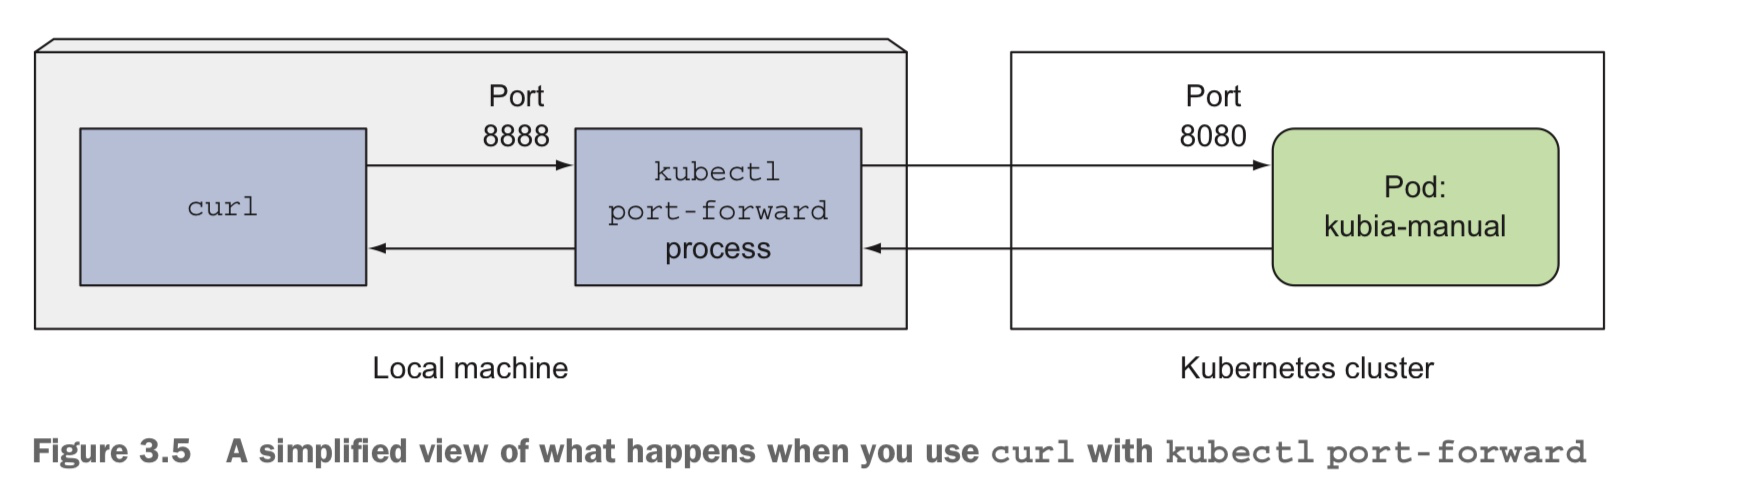 Port
8888
Port
8080
curl
kubectl
port-forward
process
Pod:
kubia-manual
Local machine
Kubernetes cluster
Figure 3.5 A simplified view of what happens when you use curl with kubectl port-forward